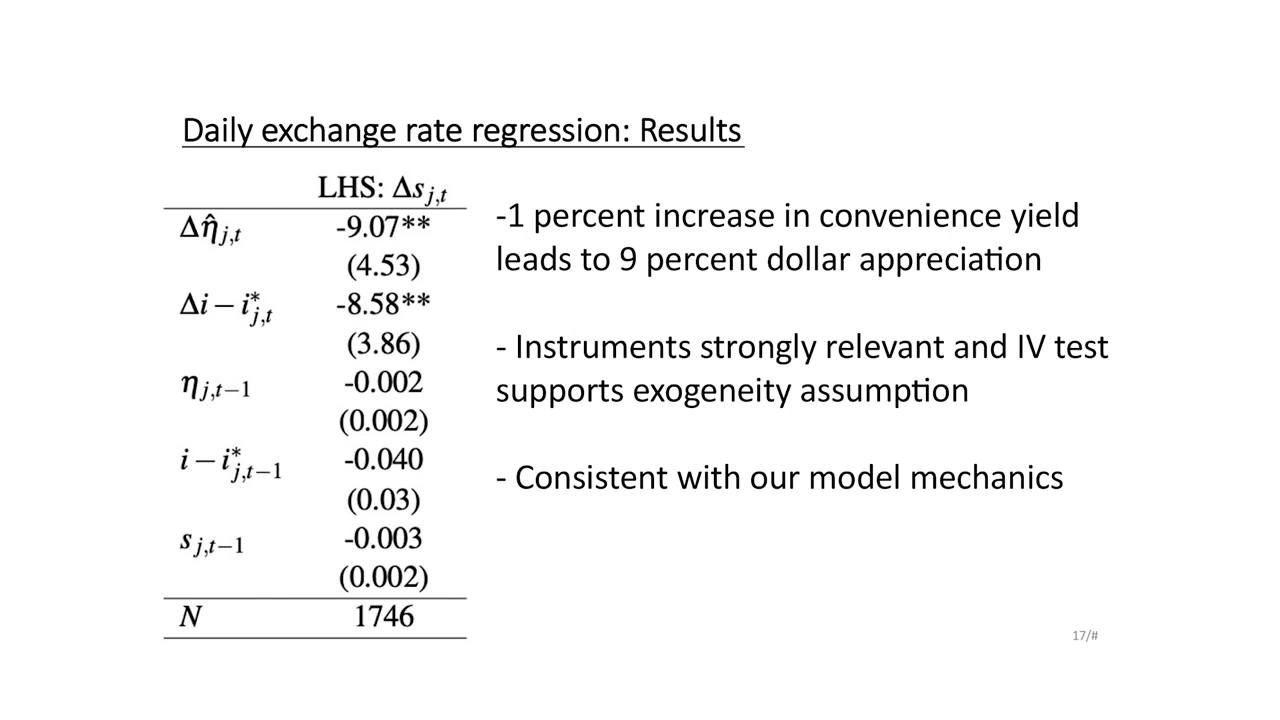 Daily exchange rate regression: Results
LHS: Δs_{j,t}
Δη̂_{j,t} -9.07**
(4.53)
Δi − i*_{j,t} -8.58**
(3.86)
η_{j,t−1} -0.002
(0.002)
i − i*_{j,t−1} -0.040
(0.03)
s_{j,t−1} -0.003
(0.002)
N 1746
-1 percent increase in convenience yield
leads to 9 percent dollar appreciation
- Instruments strongly relevant and IV test
supports exogeneity assumption
- Consistent with our model mechanics
17/#